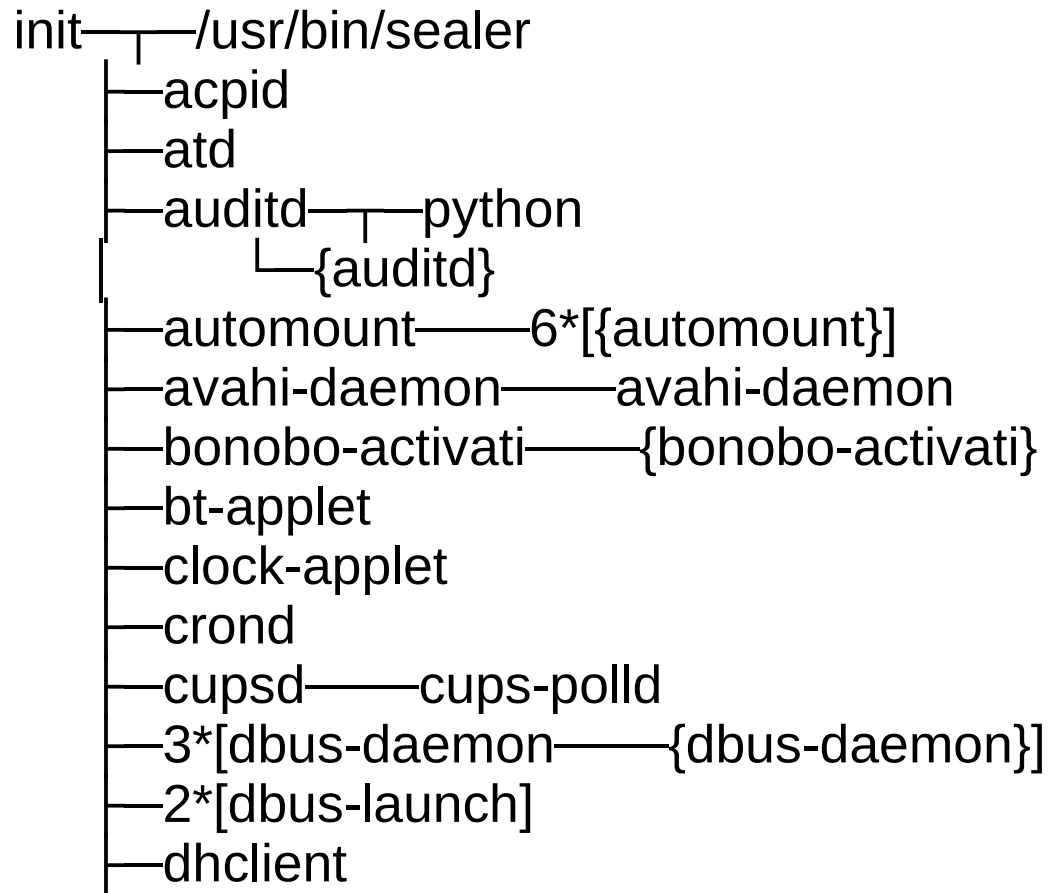 init─┬─/usr/bin/sealer
├─acpid
├─atd
├─auditd─┬─python
│ └─{auditd}
├─automount───6*[{automount}]
├─avahi-daemon───avahi-daemon
├─bonobo-activati───{bonobo-activati}
├─bt-applet
├─clock-applet
├─crond
├─cupsd───cups-polld
├─3*[dbus-daemon───{dbus-daemon}]
├─2*[dbus-launch]
├─dhclient